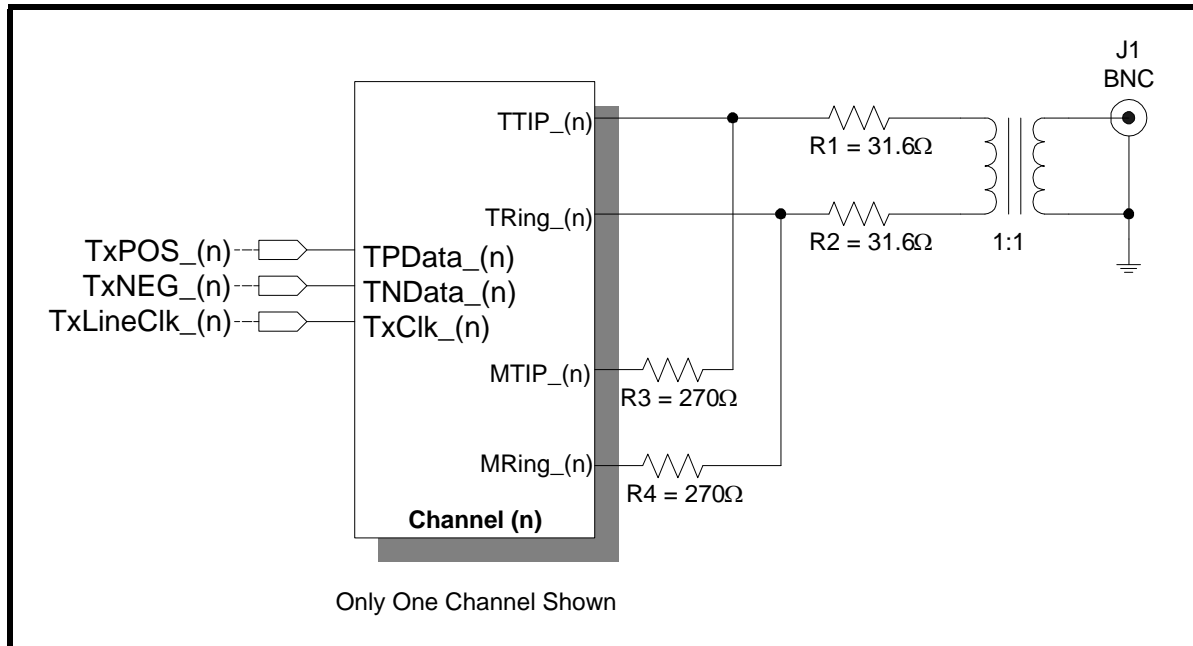 J1
BNC
TTIP_(n)
R1 = 31.6Ω
TRing_(n)
R2 = 31.6Ω
1:1
TxPOS_(n)
TPData_(n)
TxNEG_(n)
TNData_(n)
TxLineClk_(n)
TxClk_(n)
MTIP_(n)
R3 = 270Ω
MRing_(n)
R4 = 270Ω
Channel (n)
Only One Channel Shown